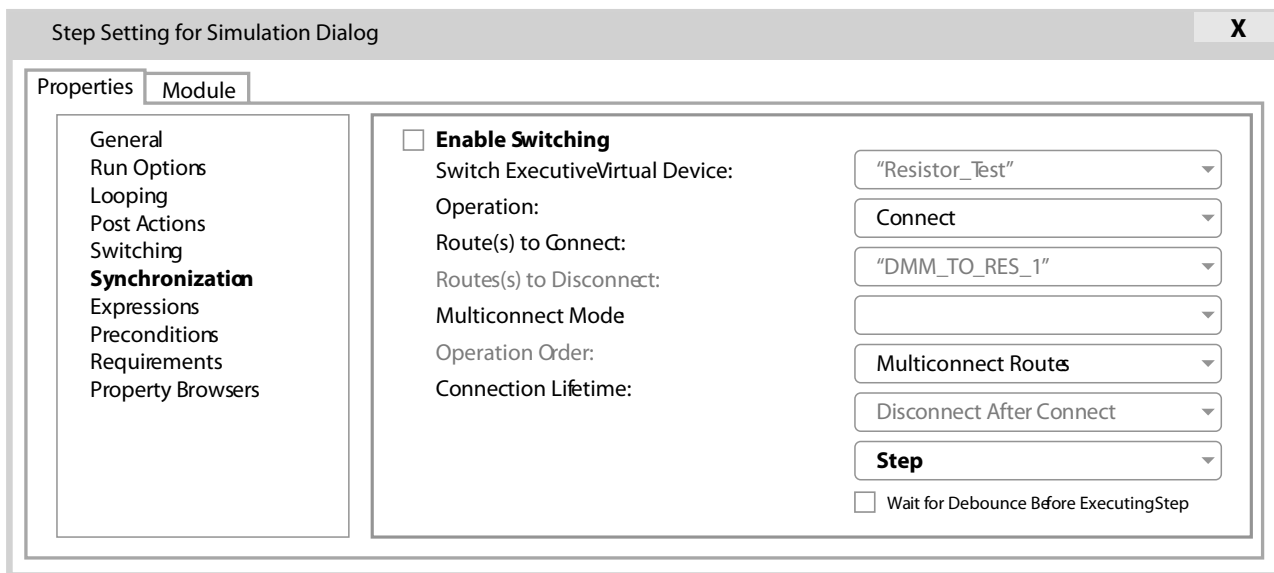 Step Setting for Simulation Dialog X
Properties Module
General
Run Options
Looping
Post Actions
Switching
Synchronization
Expressions
Preconditions
Requirements
Property Browsers
Enable Switching
Switch ExecutiveVirtual Device: “Resistor_Test”
Operation: Connect
Route(s) to Connect: “DMM_TO_RES_1”
Routes(s) to Disconnect:
Multiconnect Mode Multiconnect Routes
Operation Order: Disconnect After Connect
Connection Lifetime: Step
Wait for Debounce Before ExecutingStep